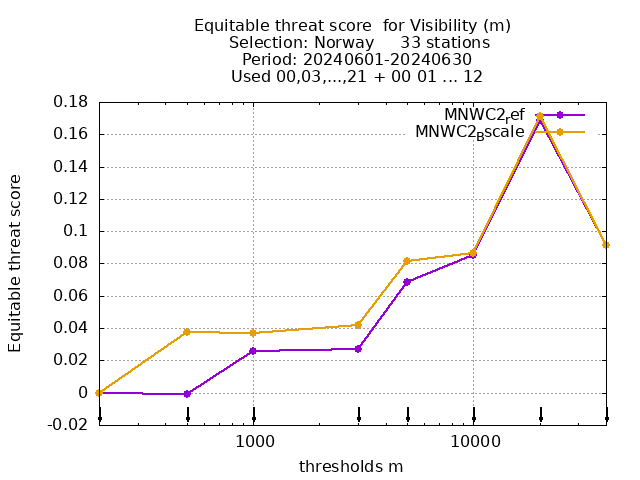 Equitable threat score  for Visibility (m)
Selection: Norway     33 stations
Period: 20240601-20240630
Used 00,03,...,21 + 00 01 ... 12
MNWC2ref
MNWC2Bscale
0.18
0.16
0.14
0.12
0.1
0.08
0.06
0.04
0.02
0
-0.02
Equitable threat score
1000
10000
thresholds m